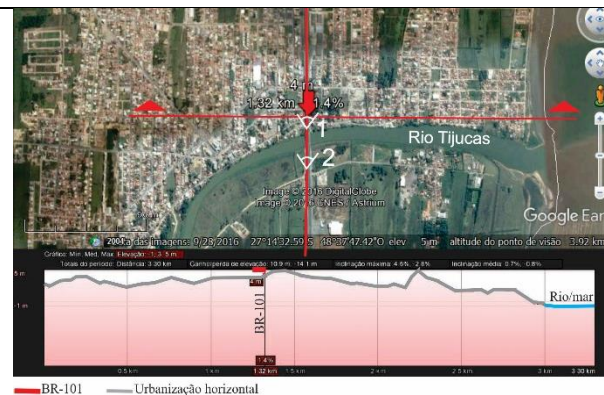 4 m
1,32 km 1,4%
1
Rio Tijucas
2
Image © 2016 DigitalGlobe
Image © 2016 CNES / Astrium
Google Ear
2004
Data das imagens: 9/28/2016 27°14'32.59"S 48°37'47.42"O elev 5 m altitude do ponto de visão 3.92 km
Gráfico: Mín, Méd, Máx Elevação: 1, 3, 5 m
Totais do período: Distância: 3.30 km Ganho/perda de elevação: 10.9 m, -14.1 m Inclinação máxima: 4.6%, -2.8% Inclinação média: 0.7%, -0.8%
5 m
4 m
BR-101
-1 m
Rio/mar
1.4%
0.5 km 1 km 1.32 km 1.5 km 2 km 2.5 km 3 km 3.30 km
BR-101 Urbanização horizontal